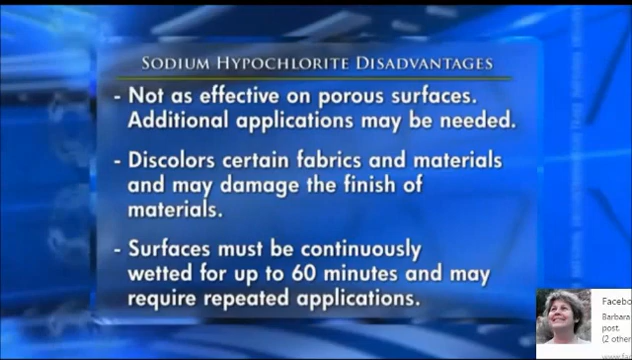 SODIUM HYPOCHLORITE DISADVANTAGES
- Not as effective on porous surfaces.
Additional applications may be needed.
- Discolors certain fabrics and materials
and may damage the finish of
materials.
- Surfaces must be continuously
wetted for up to 60 minutes and may
require repeated applications.
Facebo
Barbara
post.
(2 other